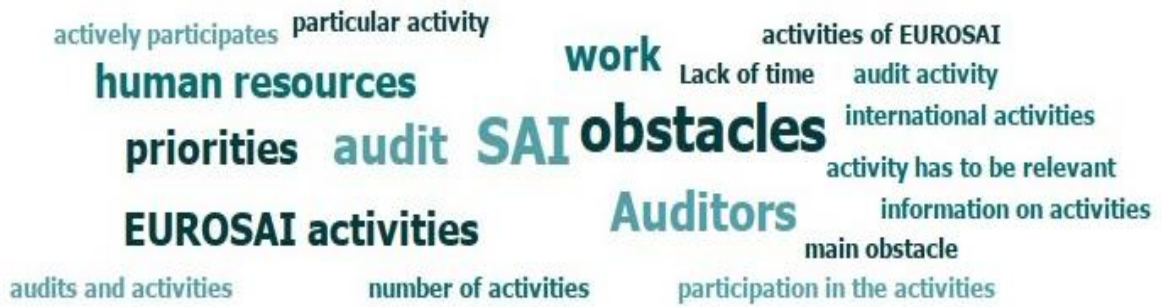 actively participates particular activity
activities of EUROSAI
work
human resources
Lack of time
audit activity
international activities
priorities audit SAI obstacles
activity has to be relevant
EUROSAI activities
Auditors
information on activities
main obstacle
audits and activities number of activities participation in the activities